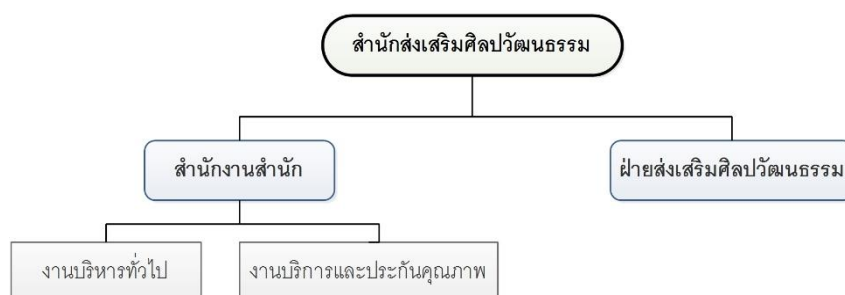 สำนักส่งเสริมศิลปวัฒนธรรม
สำนักงานสำนัก
ฝ่ายส่งเสริมศิลปวัฒนธรรม
งานบริหารทั่วไป
งานบริการและประกันคุณภาพ